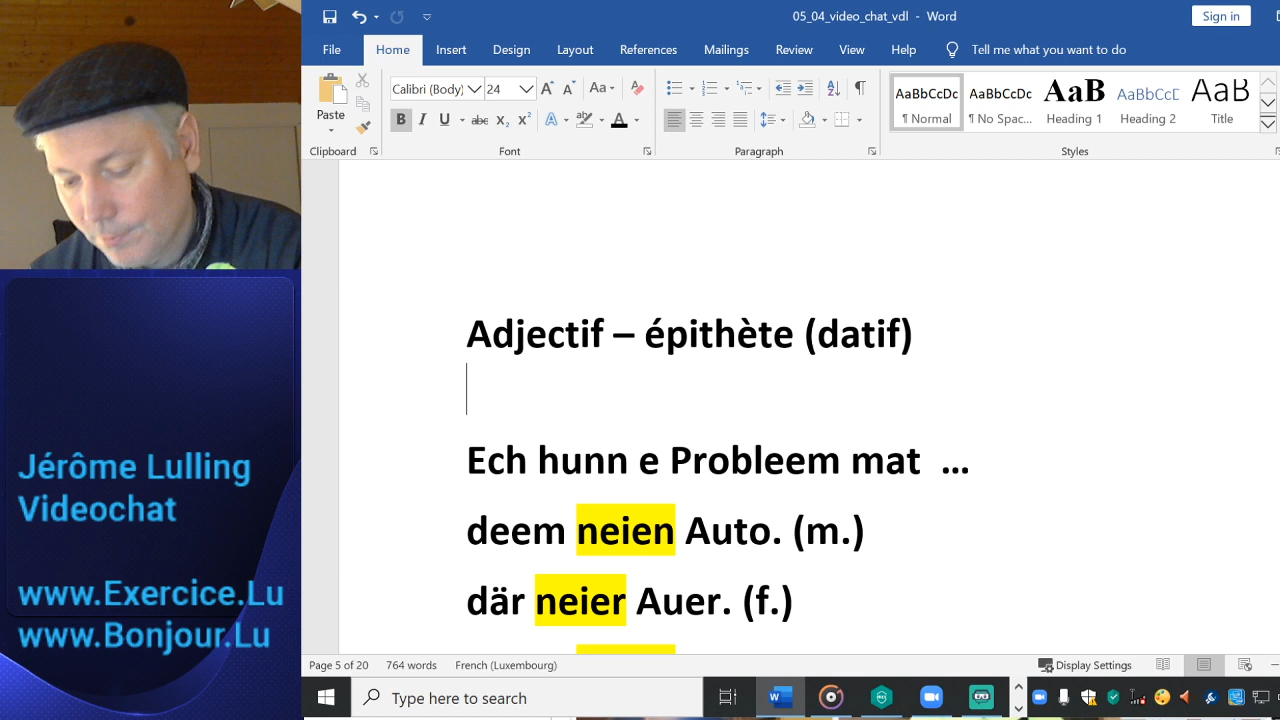 05_04_video_chat_vdl - Word
Sign in
File Home Insert Design Layout References Mailings Review View Help Tell me what you want to do
Calibri (Body) 24
Paste
AaBbCcDc AaBbCcDc AaB AaBbCcC AaB
¶ Normal ¶ No Spac... Heading 1 Heading 2 Title
Clipboard Font Paragraph Styles
Adjectif – épithète (datif)
Ech hunn e Probleem mat ...
deem neien Auto. (m.)
där neier Auer. (f.)
Jérôme Lulling
Videochat
www.Exercice.Lu
www.Bonjour.Lu
Page 5 of 20 764 words French (Luxembourg) Display Settings
Type here to search